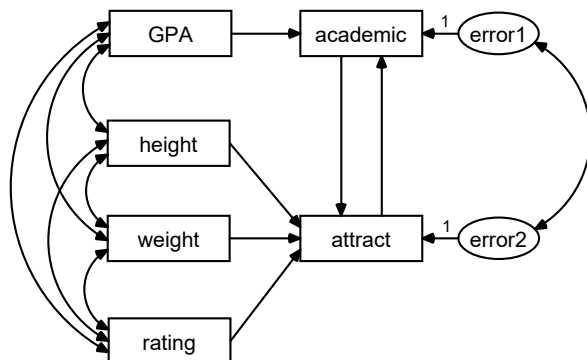 GPA
academic
1
error1
height
weight
attract
1
error2
rating